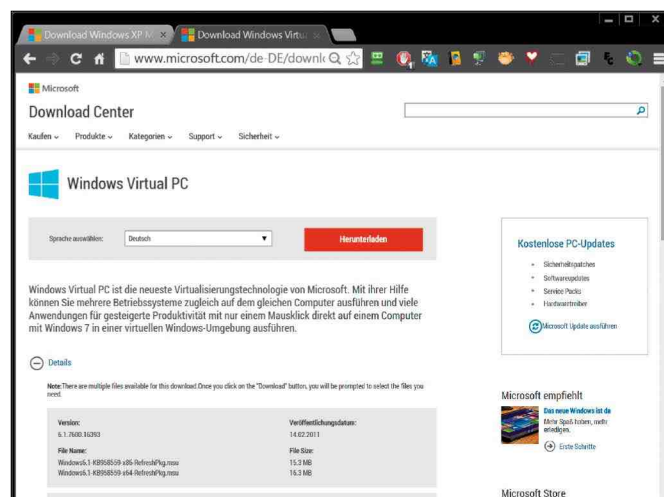 Download Windows XP M
Download Windows Virtu
www.microsoft.com/de-DE/downlo
Microsoft
Download Center
Kaufen Produkte Kategorien Support Sicherheit
Windows Virtual PC
Sprache auswählen: Deutsch Herunterladen
Windows Virtual PC ist die neueste Virtualisierungstechnologie von Microsoft. Mit ihrer Hilfe
können Sie mehrere Betriebssysteme zugleich auf dem gleichen Computer ausführen und viele
Anwendungen für gesteigerte Produktivität mit nur einem Mausklick direkt auf einem Computer
mit Windows 7 in einer virtuellen Windows-Umgebung ausführen.
Details
Note:There are multiple files available for this download.Once you click on the "Download" button, you will be prompted to select the files you
need.
Version:
6.1.7600.16393
Veröffentlichungsdatum:
14.02.2011
File Name:
Windows6.1-KB958559-x86-RefreshPkg.msu
Windows6.1-KB958559-x64-RefreshPkg.msu
File Size:
15.3 MB
16.3 MB
Kostenlose PC-Updates
Sicherheitspatches
Softwareupdates
Service Packs
Hardwaretreiber
Microsoft Update ausführen
Microsoft empfiehlt
Das neue Windows ist da
Mehr Spaß haben, mehr
erledigen.
Erste Schritte
Microsoft Store